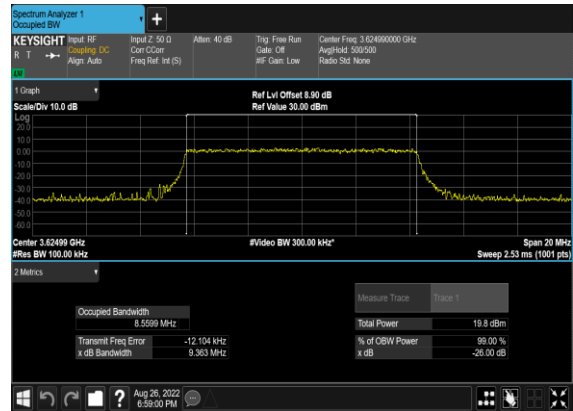 Spectrum Analyzer 1
Occupied BW
KEYSIGHT Input: RF Input Z: 50 Ω Atten: 40 dB Trig: Free Run Center Freq: 3.624990000 GHz
R T Coupling: DC Corr CCorr Gate: Off Avg|Hold: 500/500
Align: Auto Freq Ref: Int (S) #IF Gain: Low Radio Std: None
1 Graph
Ref Lvl Offset 8.90 dB
Scale/Div 10.0 dB Ref Value 30.00 dBm
Log
20.0
10.0
0.00
-10.0
-20.0
-30.0
-40.0
-50.0
-60.0
Center 3.62499 GHz #Video BW 300.00 kHz* Span 20 MHz
#Res BW 100.00 kHz Sweep 2.53 ms (1001 pts)
2 Metrics
Measure Trace Trace 1
Occupied Bandwidth
8.5599 MHz Total Power 19.8 dBm
Transmit Freq Error -12.104 kHz % of OBW Power 99.00 %
x dB Bandwidth 9.363 MHz x dB -26.00 dB
Aug 26, 2022
6:59:00 PM